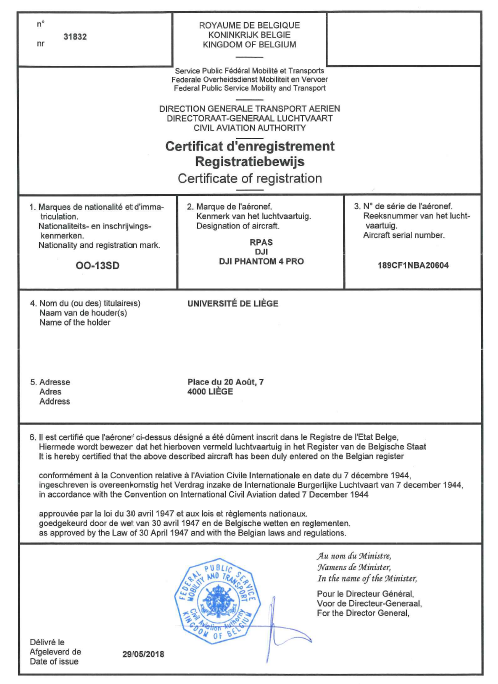 n°
nr
31832
ROYAUME DE BELGIQUE
KONINKRIJK BELGIE
KINGDOM OF BELGIUM
Service Public Fédéral Mobilité et Transports
Federale Overheidsdienst Mobiliteit en Vervoer
Federal Public Service Mobility and Transport
DIRECTION GENERALE TRANSPORT AERIEN
DIRECTORAAT-GENERAAL LUCHTVAART
CIVIL AVIATION AUTHORITY
Certificat d'enregistrement
Registratiebewijs
Certificate of registration
1. Marques de nationalité et d'imma-
triculation.
Nationaliteits- en inschrijvings-
kenmerken.
Nationality and registration mark.
OO-13SD
2. Marque de l'aéronef.
Kenmerk van het luchtvaartuig.
Designation of aircraft.
RPAS
DJI
DJI PHANTOM 4 PRO
3. N° de série de l'aéronef.
Reeksnummer van het lucht-
vaartuig.
Aircraft serial number.
189CF1NBA20604
4. Nom du (ou des) titulaire(s)
Naam van de houder(s)
Name of the holder
UNIVERSITÉ DE LIÈGE
5. Adresse
Adres
Address
Place du 20 Août, 7
4000 LIÈGE
6. Il est certifié que l'aéronef ci-dessus désigné a été dûment inscrit dans le Registre de l'Etat Belge,
Hiermede wordt bewezen dat het hierboven vermeld luchtvaartuig in het Register van de Belgische Staat
It is hereby certified that the above described aircraft has been duly entered on the Belgian register
conformément à la Convention relative à l'Aviation Civile Internationale en date du 7 décembre 1944,
ingeschreven is overeenkomstig het Verdrag inzake de Internationale Burgerlijke Luchtvaart van 7 december 1944,
in accordance with the Convention on International Civil Aviation dated 7 December 1944
approuvée par la loi du 30 avril 1947 et aux lois et règlements nationaux.
goedgekeurd door de wet van 30 avril 1947 en de Belgische wetten en reglementen.
as approved by the Law of 30 April 1947 and with the Belgian laws and regulations.
FEDERAL PUBLIC SERVICE
MOBILITY AND TRANSPORT
Civil Aviation Authority
KINGDOM OF BELGIUM
Au nom du Ministre,
Namens de Minister,
In the name of the Minister,
Pour le Directeur Général,
Voor de Directeur-Generaal,
For the Director General,
Délivré le
Afgeleverd de
Date of issue
29/05/2018